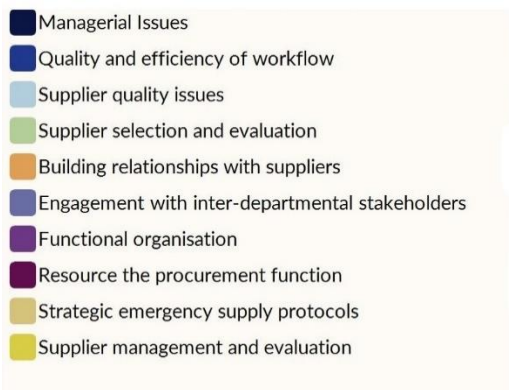 Managerial Issues
Quality and efficiency of workflow
Supplier quality issues
Supplier selection and evaluation
Building relationships with suppliers
Engagement with inter-departmental stakeholders
Functional organisation
Resource the procurement function
Strategic emergency supply protocols
Supplier management and evaluation